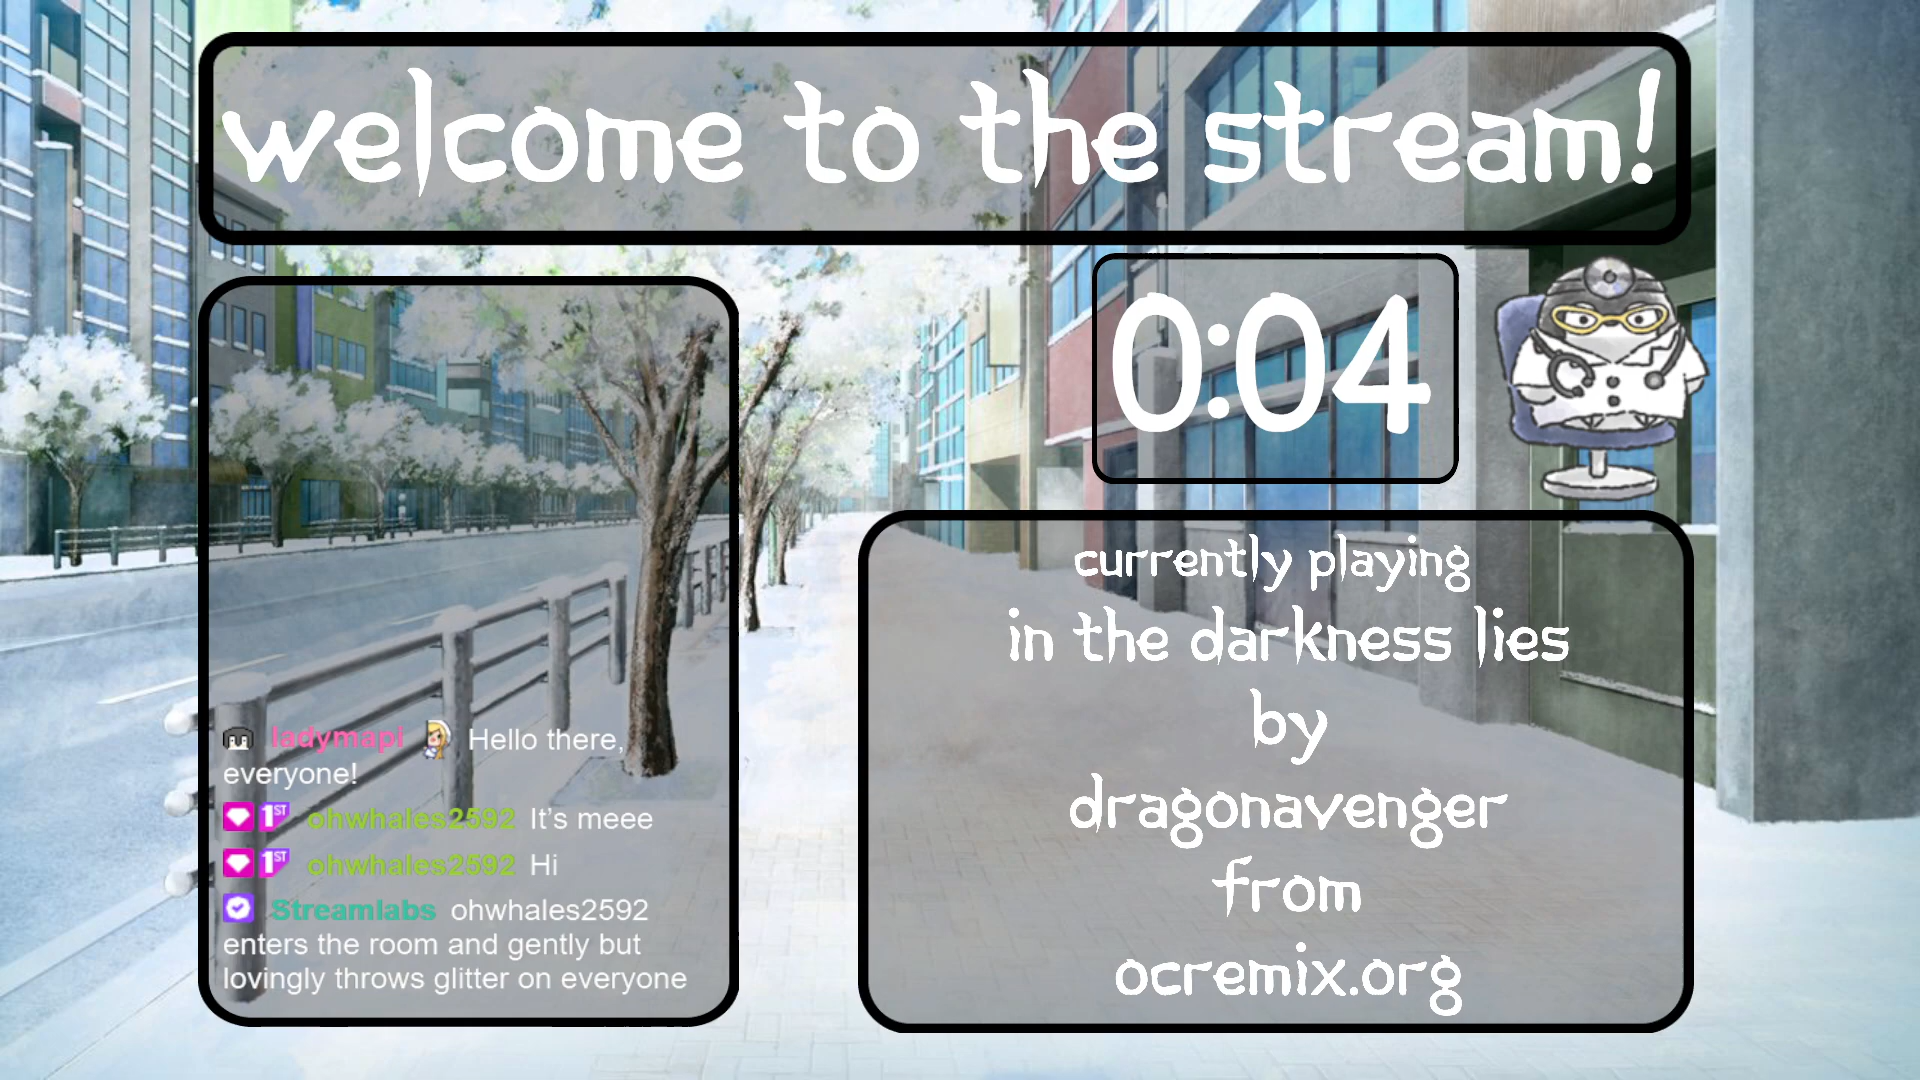 welcome to the stream!
0:04
currently playing
in the darkness lies
by
dragonavenger
from
ocremix.org
ladymapi Hello there,
everyone!
1ST ohwhales2592 It's meee
1ST ohwhales2592 Hi
Streamlabs ohwhales2592
enters the room and gently but
lovingly throws glitter on everyone